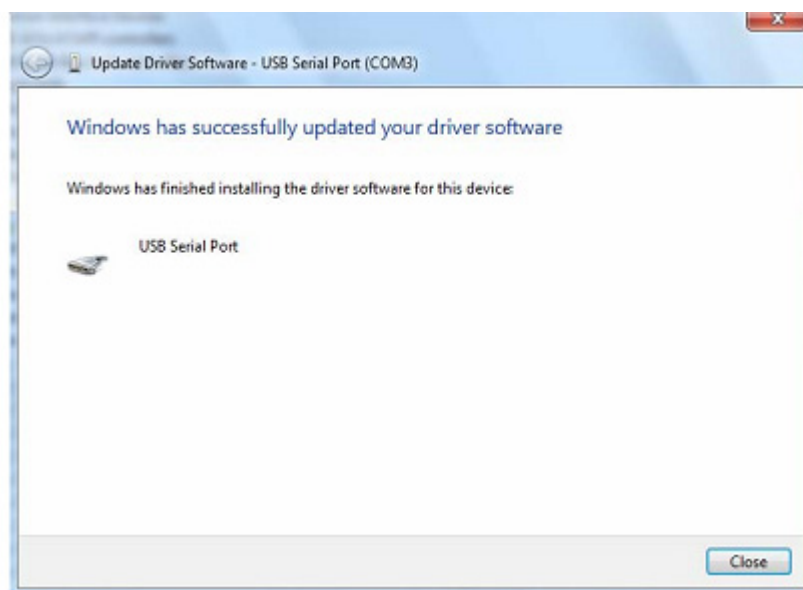 Update Driver Software - USB Serial Port (COM3)
Windows has successfully updated your driver software
Windows has finished installing the driver software for this device:
USB Serial Port
Close